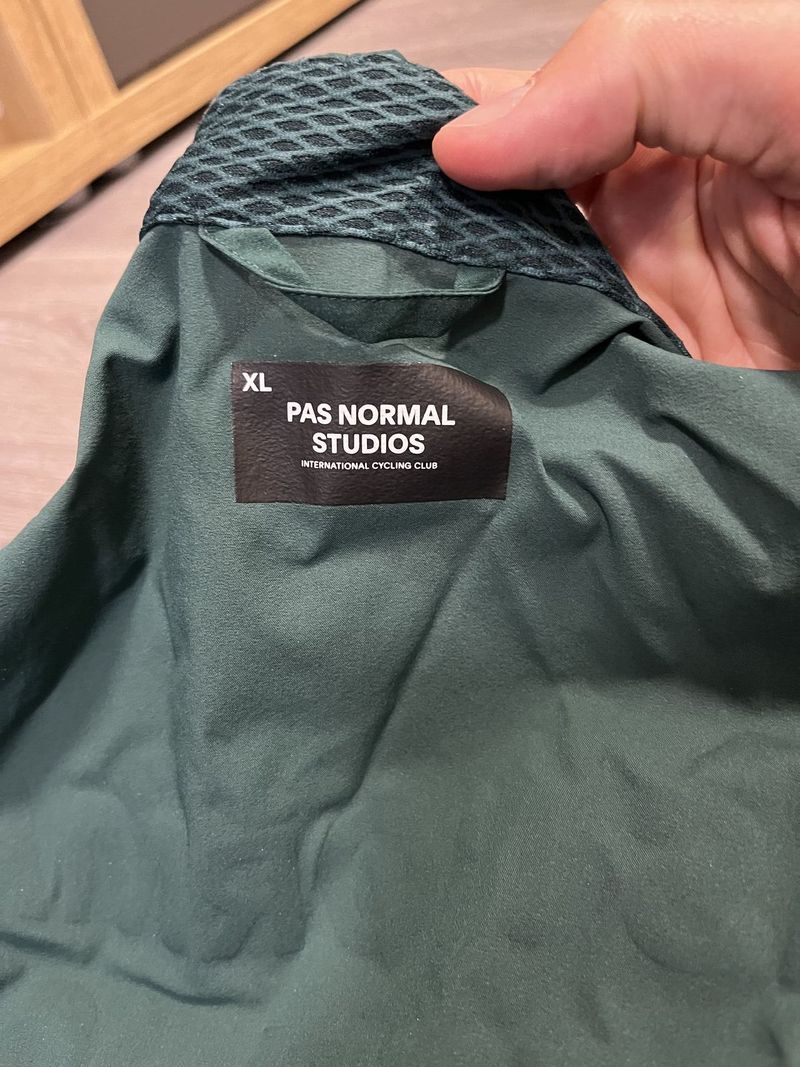 XL
PAS NORMAL
STUDIOS
INTERNATIONAL CYCLING CLUB